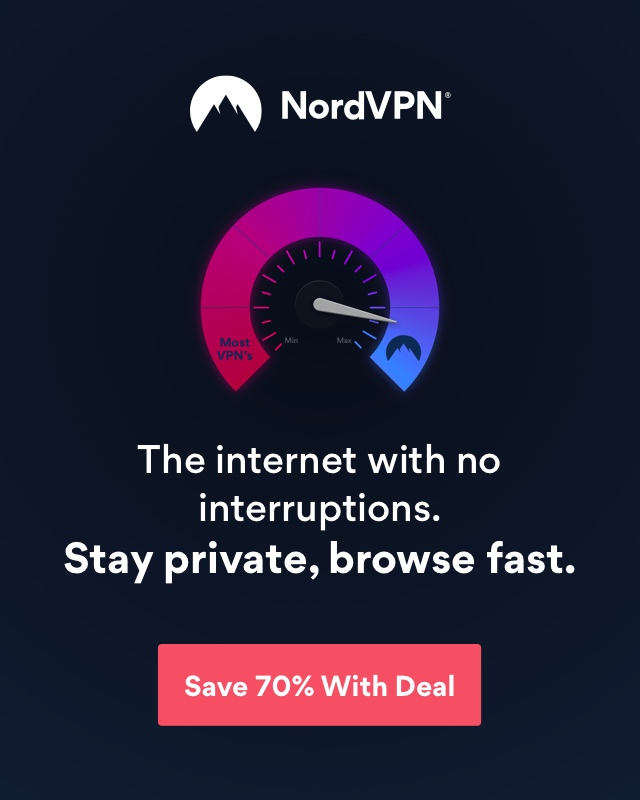 NordVPN®
Most
VPN's
Min
Max
The internet with no
interruptions.
Stay private, browse fast.
Save 70% With Deal